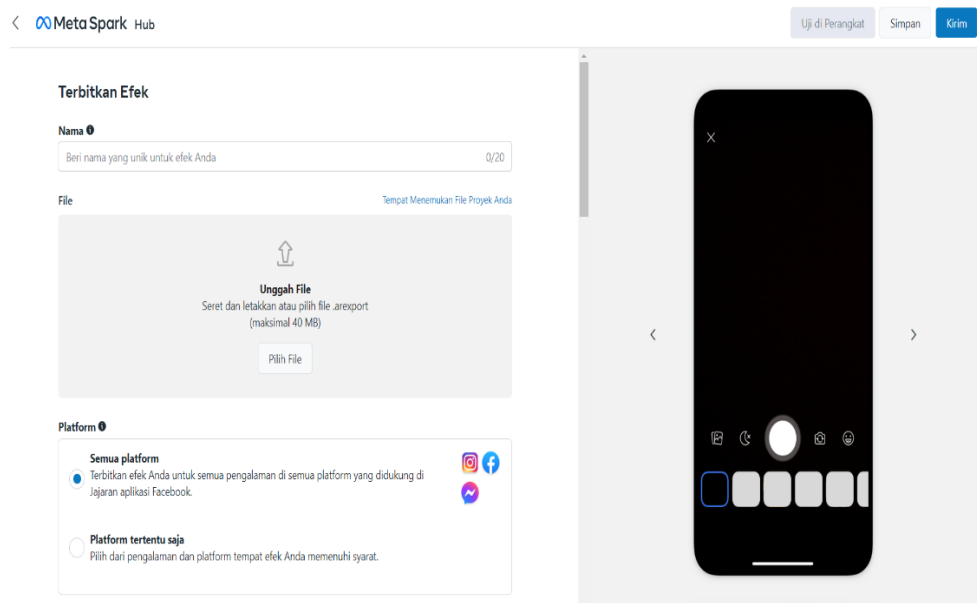 Meta Spark Hub
Uji di Perangkat
Simpan
Kirim
Terbitkan Efek
Nama
Beri nama yang unik untuk efek Anda
0/20
File
Tempat Menemukan File Proyek Anda
Unggah File
Seret dan letakkan atau pilih file .arexport
(maksimal 40 MB)
Pilih File
Platform
Semua platform
Terbitkan efek Anda untuk semua pengalaman di semua platform yang didukung di
Jajaran aplikasi Facebook.
Platform tertentu saja
Pilih dari pengalaman dan platform tempat efek Anda memenuhi syarat.